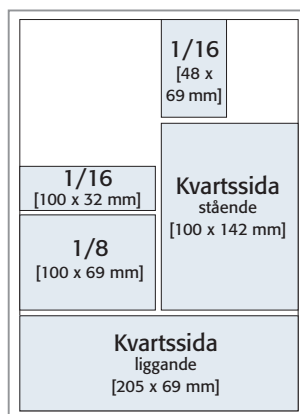 1/16
[48 x
69 mm]
1/16
[100 x 32 mm]
1/8
[100 x 69 mm]
Kvartssida
stående
[100 x 142 mm]
Kvartssida
liggande
[205 x 69 mm]